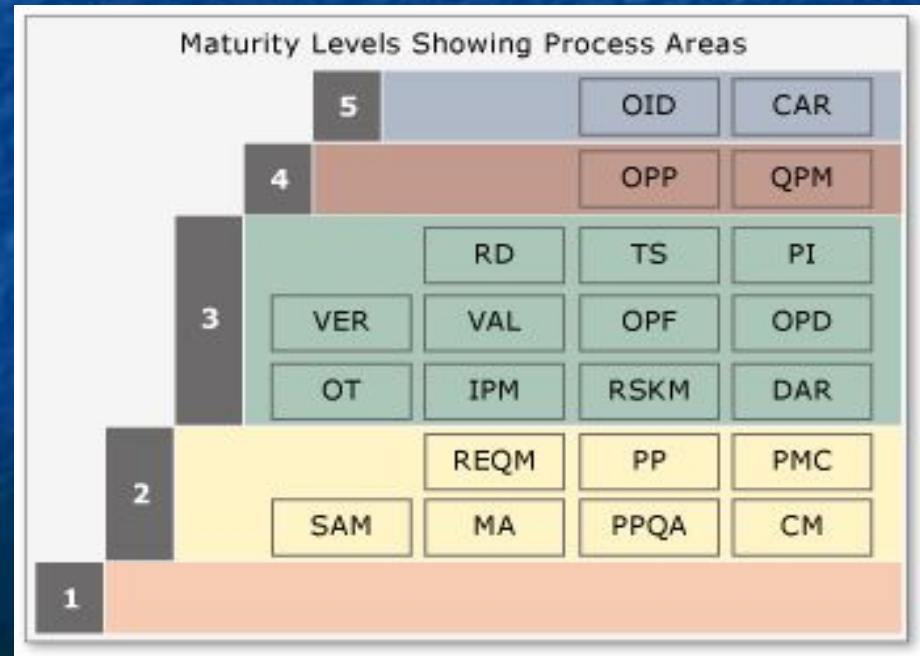 Maturity Levels Showing Process Areas
5 OID CAR
4 OPP QPM
RD TS PI
3 VER VAL OPF OPD
OT IPM RSKM DAR
REQM PP PMC
2
SAM MA PPQA CM
1